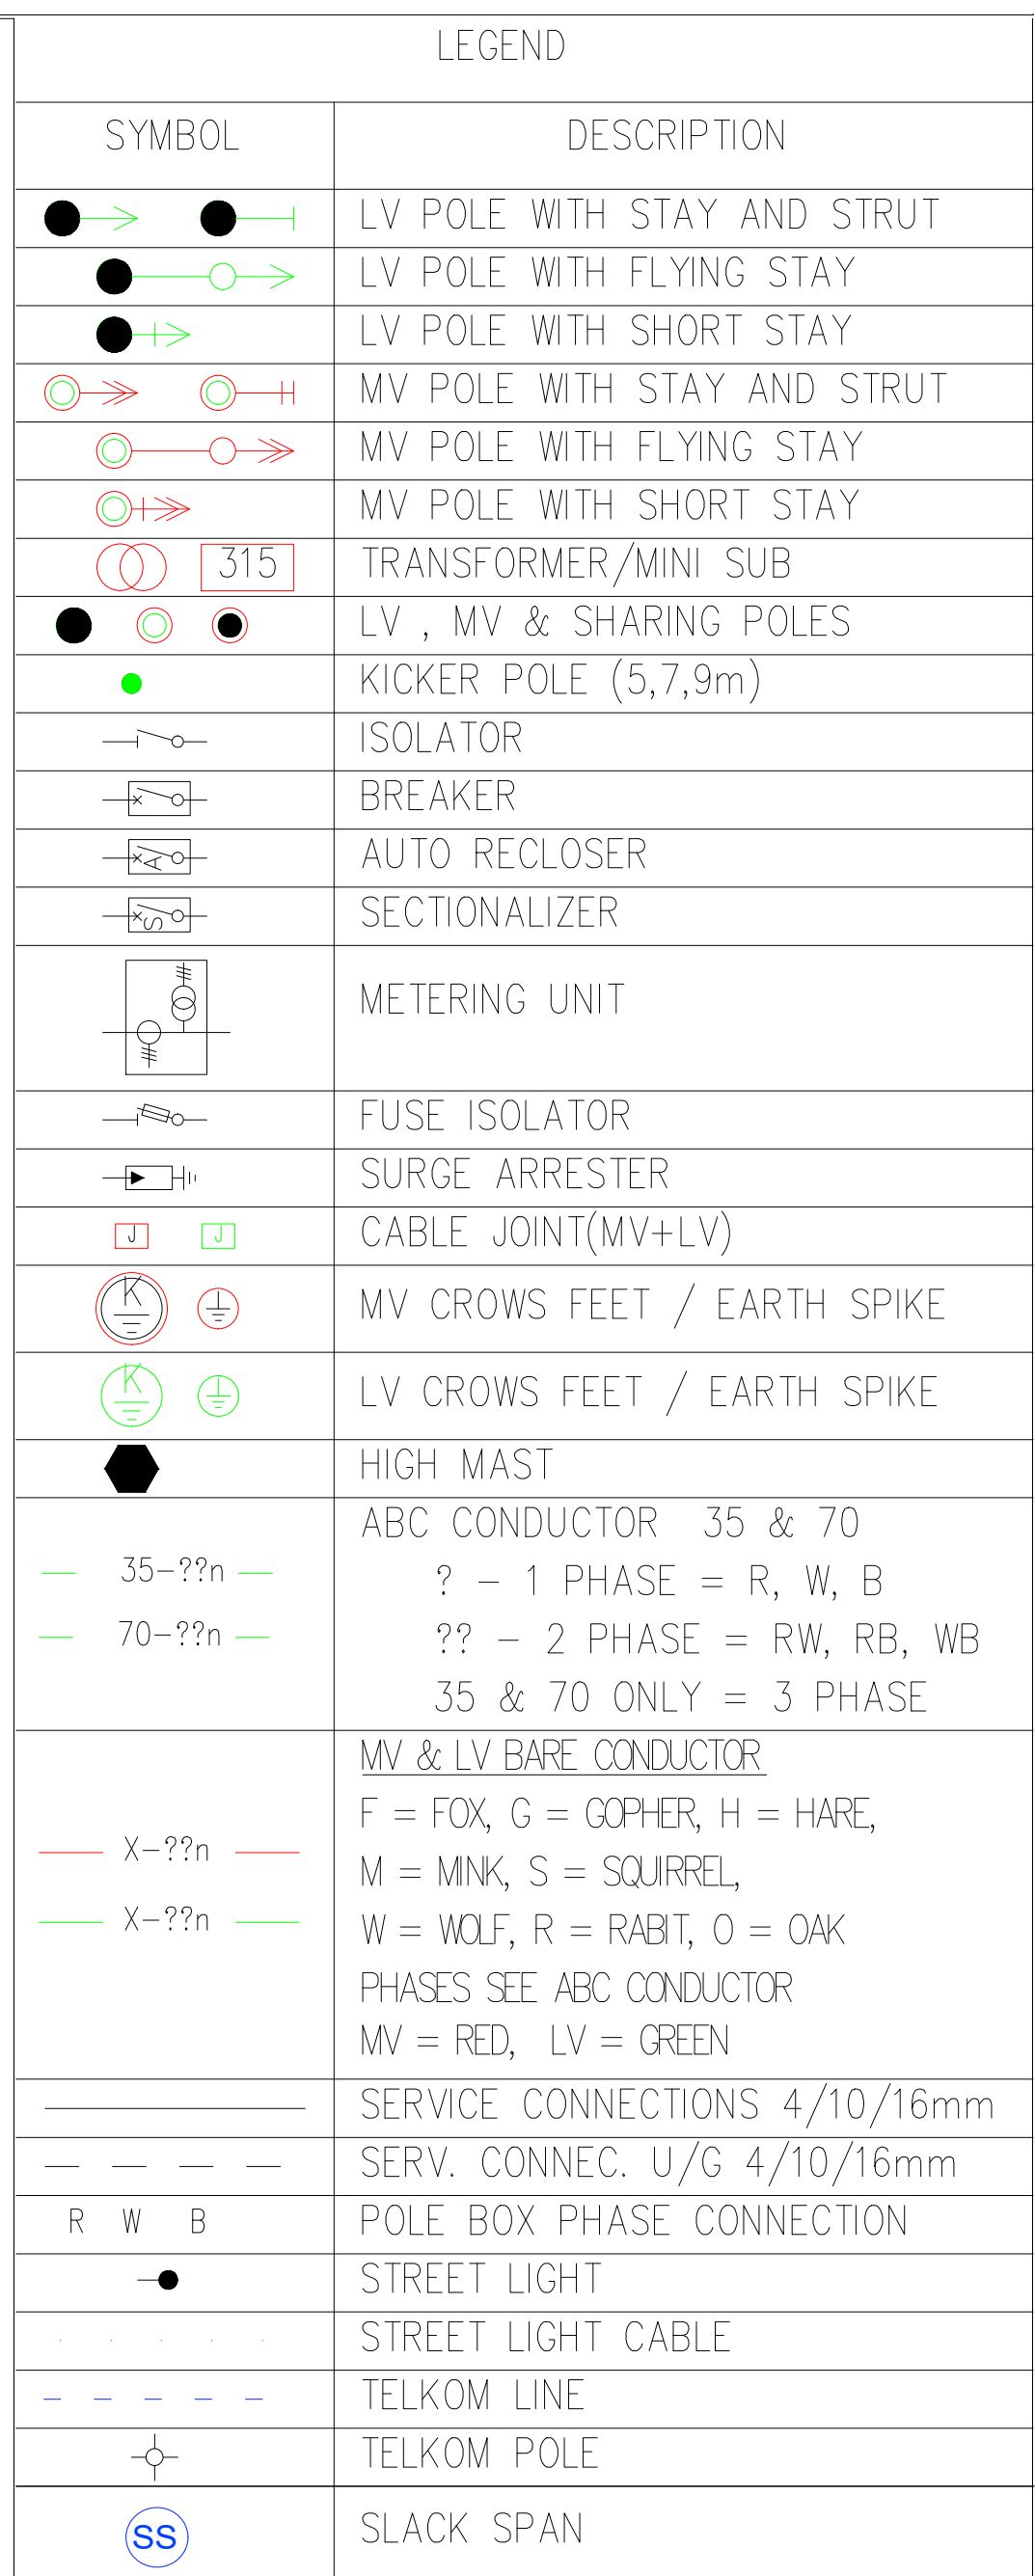 LEGEND
SYMBOL DESCRIPTION
LV POLE WITH STAY AND STRUT
LV POLE WITH FLYING STAY
LV POLE WITH SHORT STAY
MV POLE WITH STAY AND STRUT
MV POLE WITH FLYING STAY
MV POLE WITH SHORT STAY
315 TRANSFORMER/MINI SUB
LV , MV & SHARING POLES
KICKER POLE (5,7,9m)
ISOLATOR
BREAKER
A AUTO RECLOSER
S SECTIONALIZER
METERING UNIT
FUSE ISOLATOR
SURGE ARRESTER
J J CABLE JOINT(MV+LV)
K MV CROWS FEET / EARTH SPIKE
K LV CROWS FEET / EARTH SPIKE
HIGH MAST
35-??n
70-??n
ABC CONDUCTOR 35 & 70
? - 1 PHASE = R, W, B
?? - 2 PHASE = RW, RB, WB
35 & 70 ONLY = 3 PHASE
X-??n
X-??n
MV & LV BARE CONDUCTOR
F = FOX, G = GOPHER, H = HARE,
M = MINK, S = SQUIRREL,
W = WOLF, R = RABIT, O = OAK
PHASES SEE ABC CONDUCTOR
MV = RED, LV = GREEN
SERVICE CONNECTIONS 4/10/16mm
SERV. CONNEC. U/G 4/10/16mm
R W B POLE BOX PHASE CONNECTION
STREET LIGHT
STREET LIGHT CABLE
TELKOM LINE
TELKOM POLE
SS SLACK SPAN